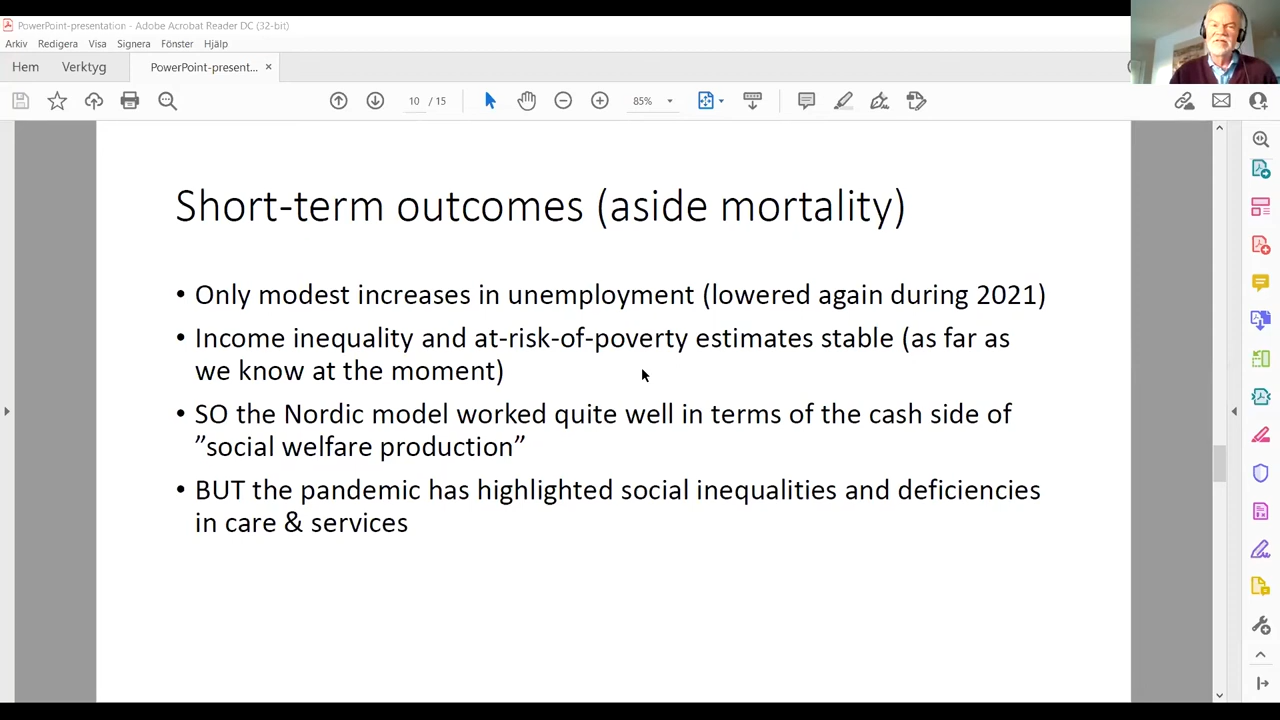 PowerPoint-presentation - Adobe Acrobat Reader DC (32-bit)
Arkiv Redigera Visa Signera Fönster Hjälp
Hem Verktyg PowerPoint-present... ×
10 / 15 85%
Short-term outcomes (aside mortality)
• Only modest increases in unemployment (lowered again during 2021)
• Income inequality and at-risk-of-poverty estimates stable (as far as
we know at the moment)
• SO the Nordic model worked quite well in terms of the cash side of
”social welfare production”
• BUT the pandemic has highlighted social inequalities and deficiencies
in care & services